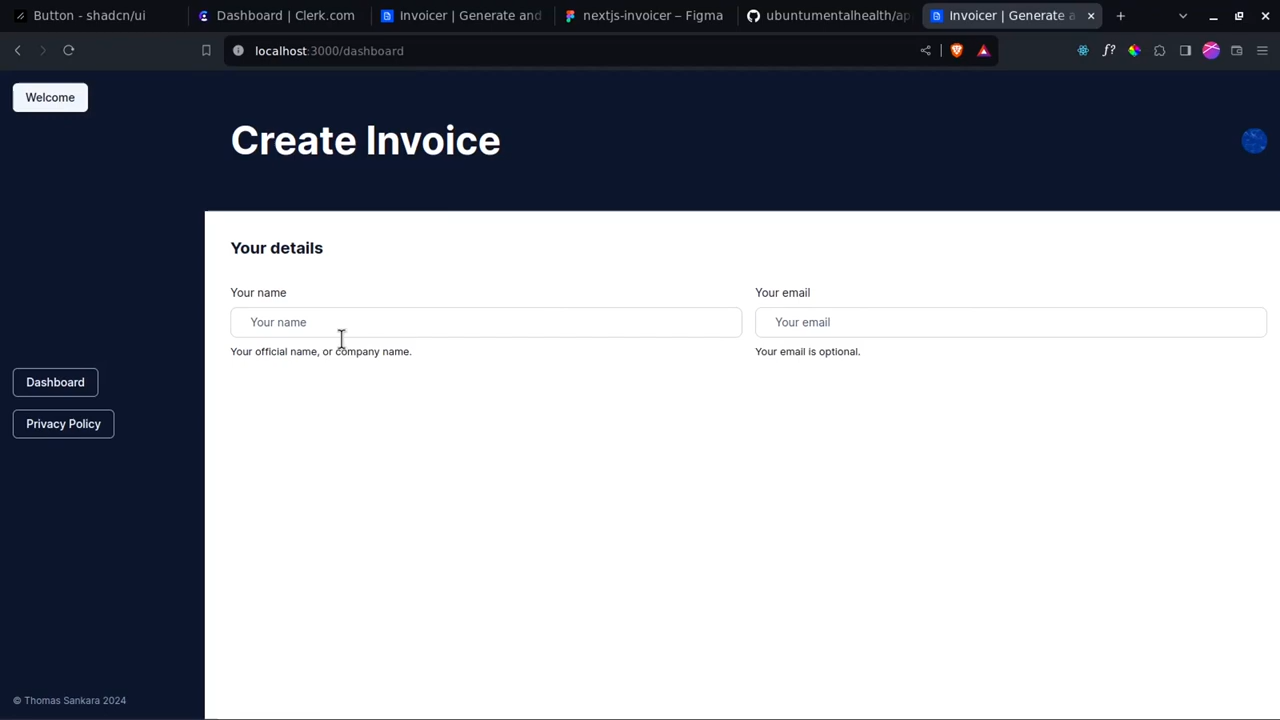 Button - shadcn/ui
Dashboard | Clerk.com
Invoicer | Generate and
nextjs-invoicer – Figma
ubuntumentalhealth/ap
Invoicer | Generate a
localhost:3000/dashboard
Welcome
Create Invoice
Your details
Your name
Your email
Your name
Your email
Your official name, or company name.
Your email is optional.
Dashboard
Privacy Policy
© Thomas Sankara 2024